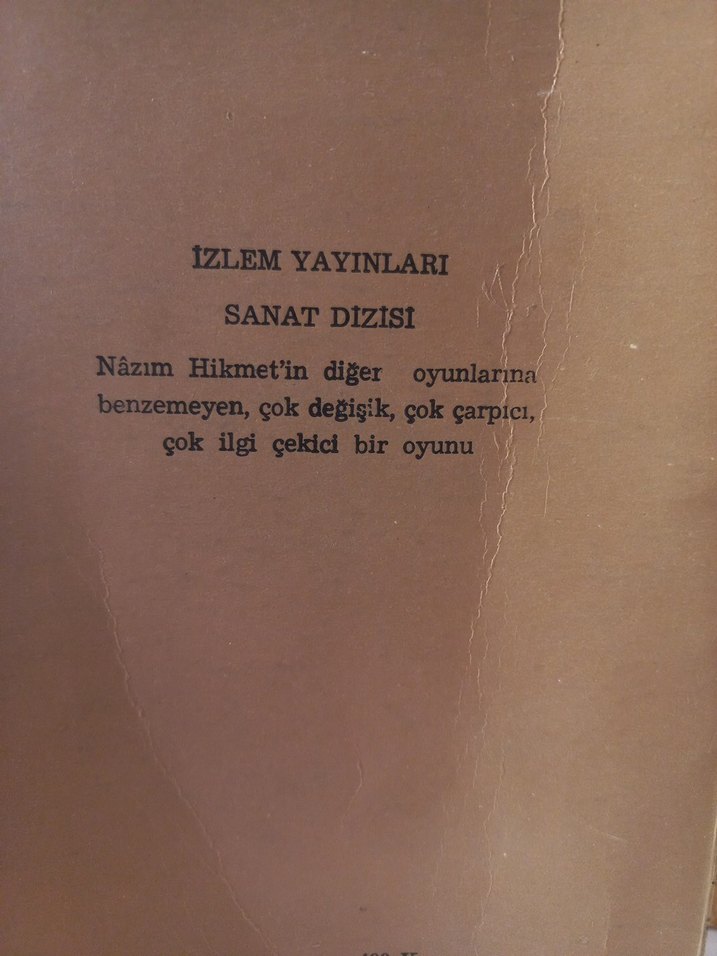 İZLEM YAYINLARI
SANAT DİZİSİ
Nâzım Hikmet'in diğer oyunlarına
benzemeyen, çok değişik, çok çarpıcı,
çok ilgi çekici bir oyunu